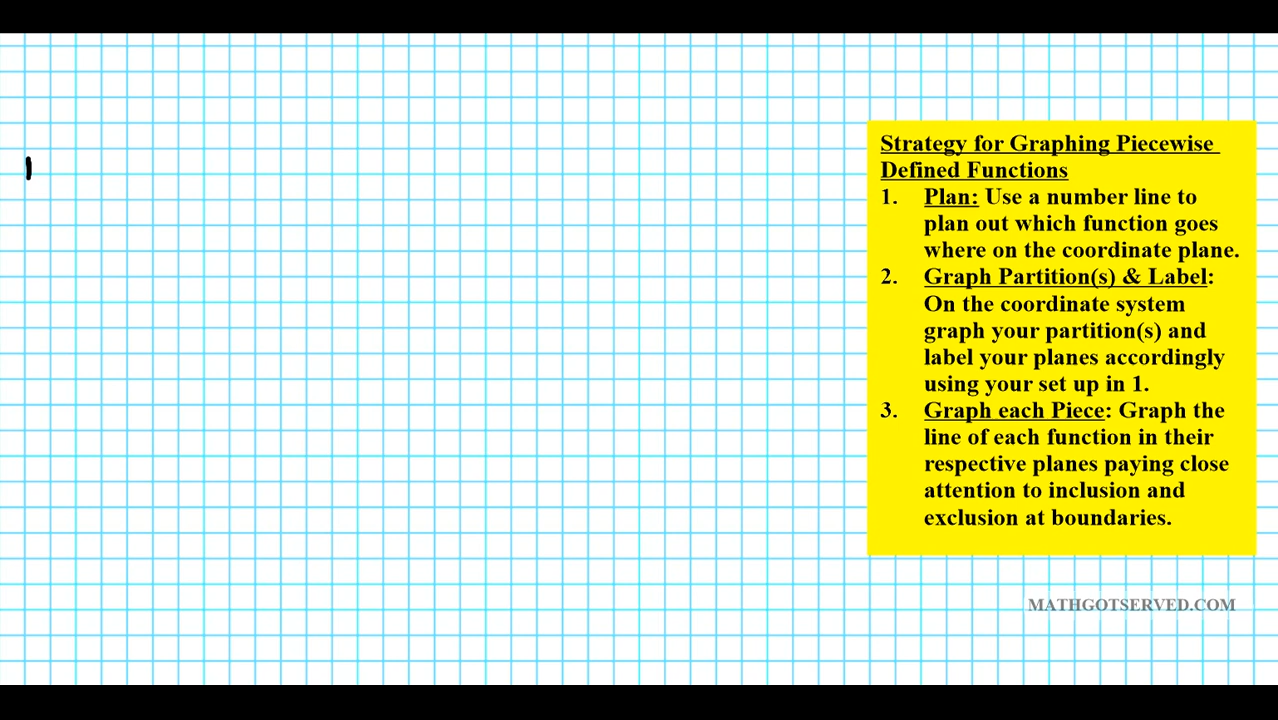 Strategy for Graphing Piecewise
Defined Functions
1. Plan: Use a number line to
plan out which function goes
where on the coordinate plane.
2. Graph Partition(s) & Label:
On the coordinate system
graph your partition(s) and
label your planes accordingly
using your set up in 1.
3. Graph each Piece: Graph the
line of each function in their
respective planes paying close
attention to inclusion and
exclusion at boundaries.
MATHGOTSERVED.COM